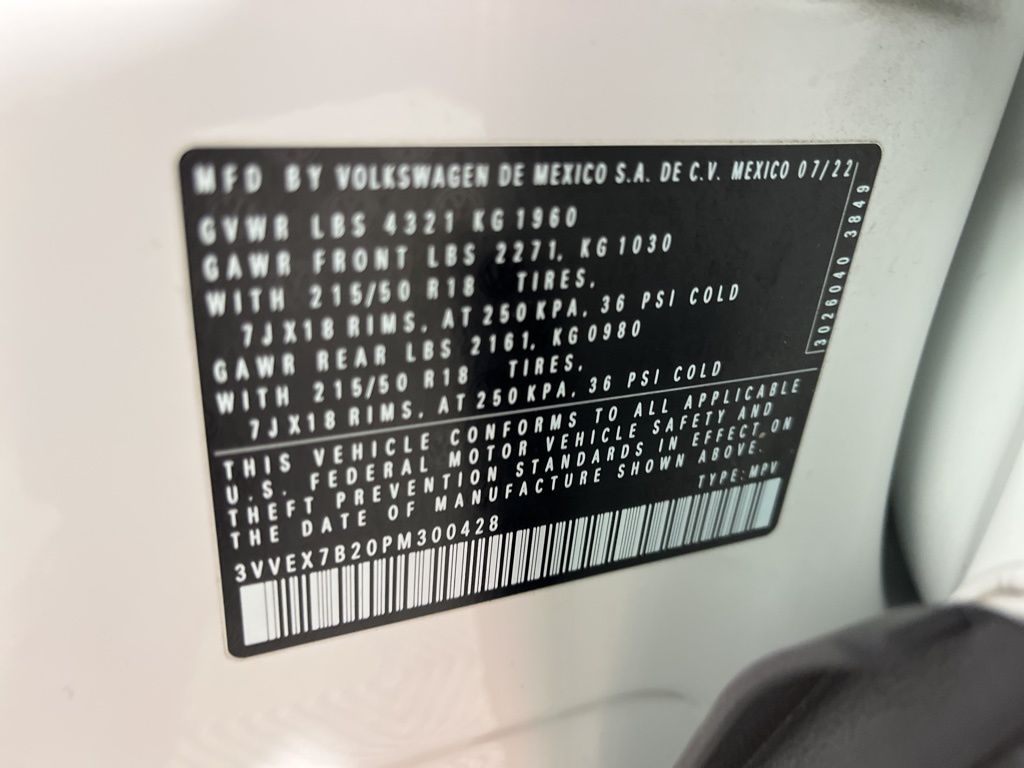 MFD BY VOLKSWAGEN DE MEXICO S.A. DE C.V. MEXICO 07/22
GVWR LBS 4321 KG 1960
GAWR FRONT LBS 2271, KG 1030
WITH 215/50 R18 TIRES,
7J X18 RIMS, AT 250 KPA, 36 PSI COLD
GAWR REAR LBS 2161, KG 0980
WITH 215/50 R18 TIRES,
7J X18 RIMS, AT 250 KPA, 36 PSI COLD
3026040 3849
THIS VEHICLE CONFORMS TO ALL APPLICABLE
U.S. FEDERAL MOTOR VEHICLE SAFETY AND
THEFT PREVENTION STANDARDS IN EFFECT ON
THE DATE OF MANUFACTURE SHOWN ABOVE.
TYPE: MPV
3VVEX7B20PM300428